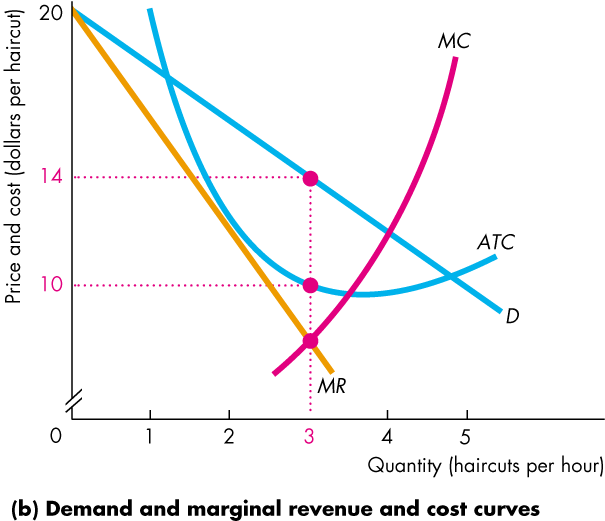 Price and cost (dollars per haircut)
20
14
10
MC
ATC
D
MR
0
1
2
3
4
5
Quantity (haircuts per hour)
(b) Demand and marginal revenue and cost curves